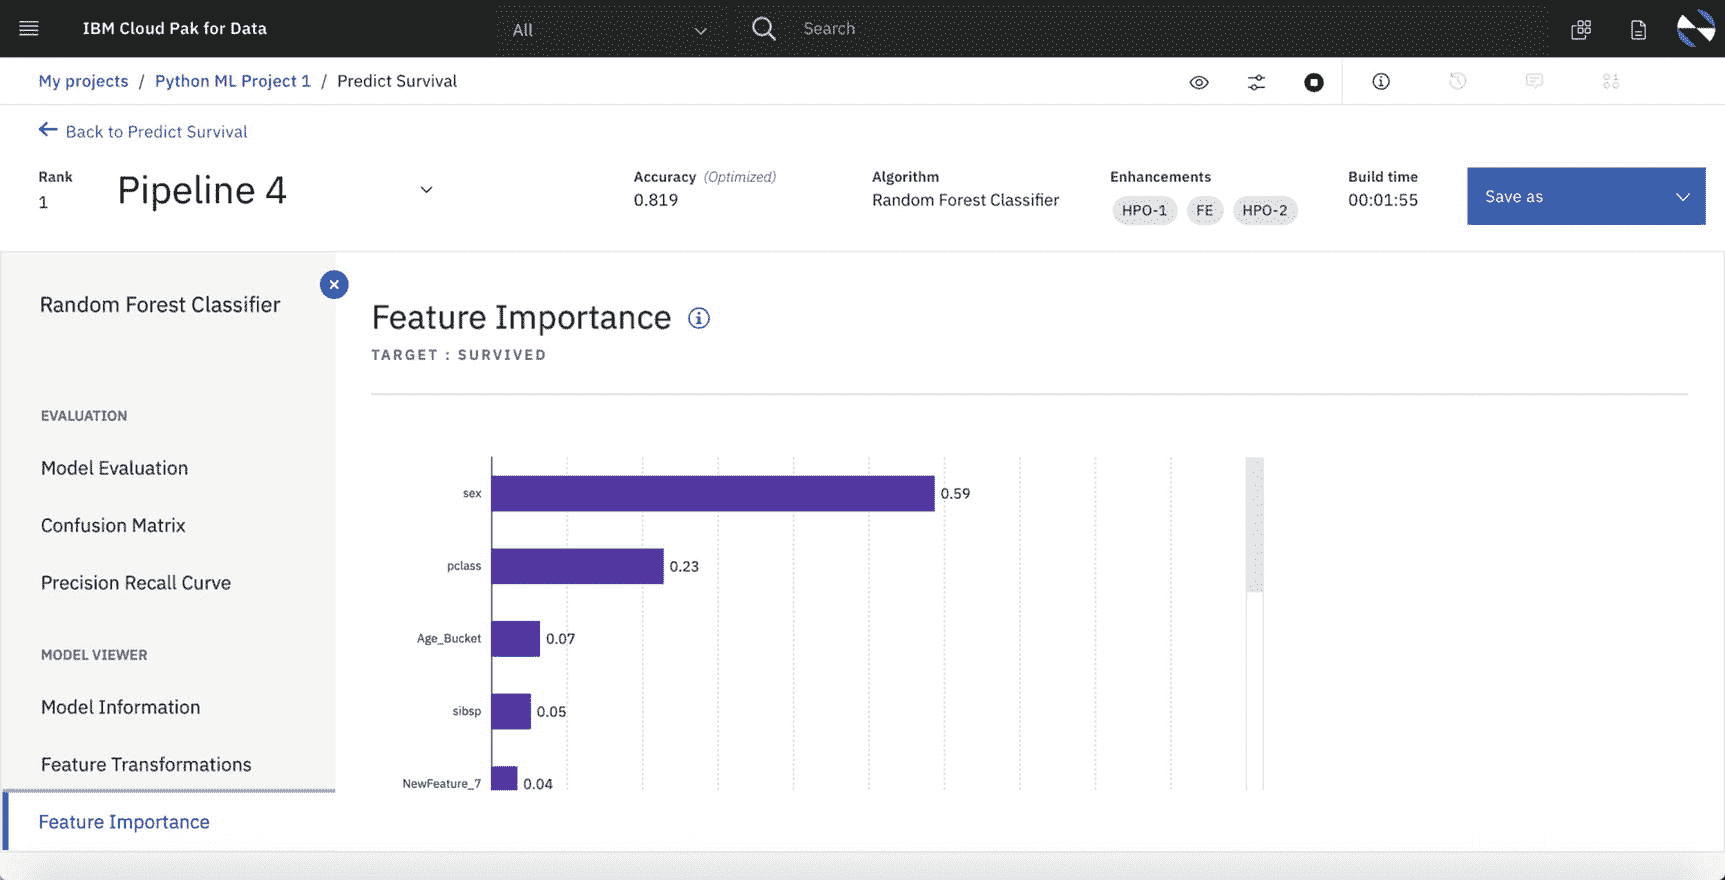 IBM Cloud Pak for Data
All
Search
My projects / Python ML Project 1 / Predict Survival
Back to Predict Survival
Rank
1
Pipeline 4
Accuracy (Optimized)
0.819
Algorithm
Random Forest Classifier
Enhancements
HPO-1 FE HPO-2
Build time
00:01:55
Save as
Random Forest Classifier
EVALUATION
Model Evaluation
Confusion Matrix
Precision Recall Curve
MODEL VIEWER
Model Information
Feature Transformations
Feature Importance
Feature Importance
TARGET : SURVIVED
sex 0.59
pclass 0.23
Age_Bucket 0.07
sibsp 0.05
NewFeature_7 0.04